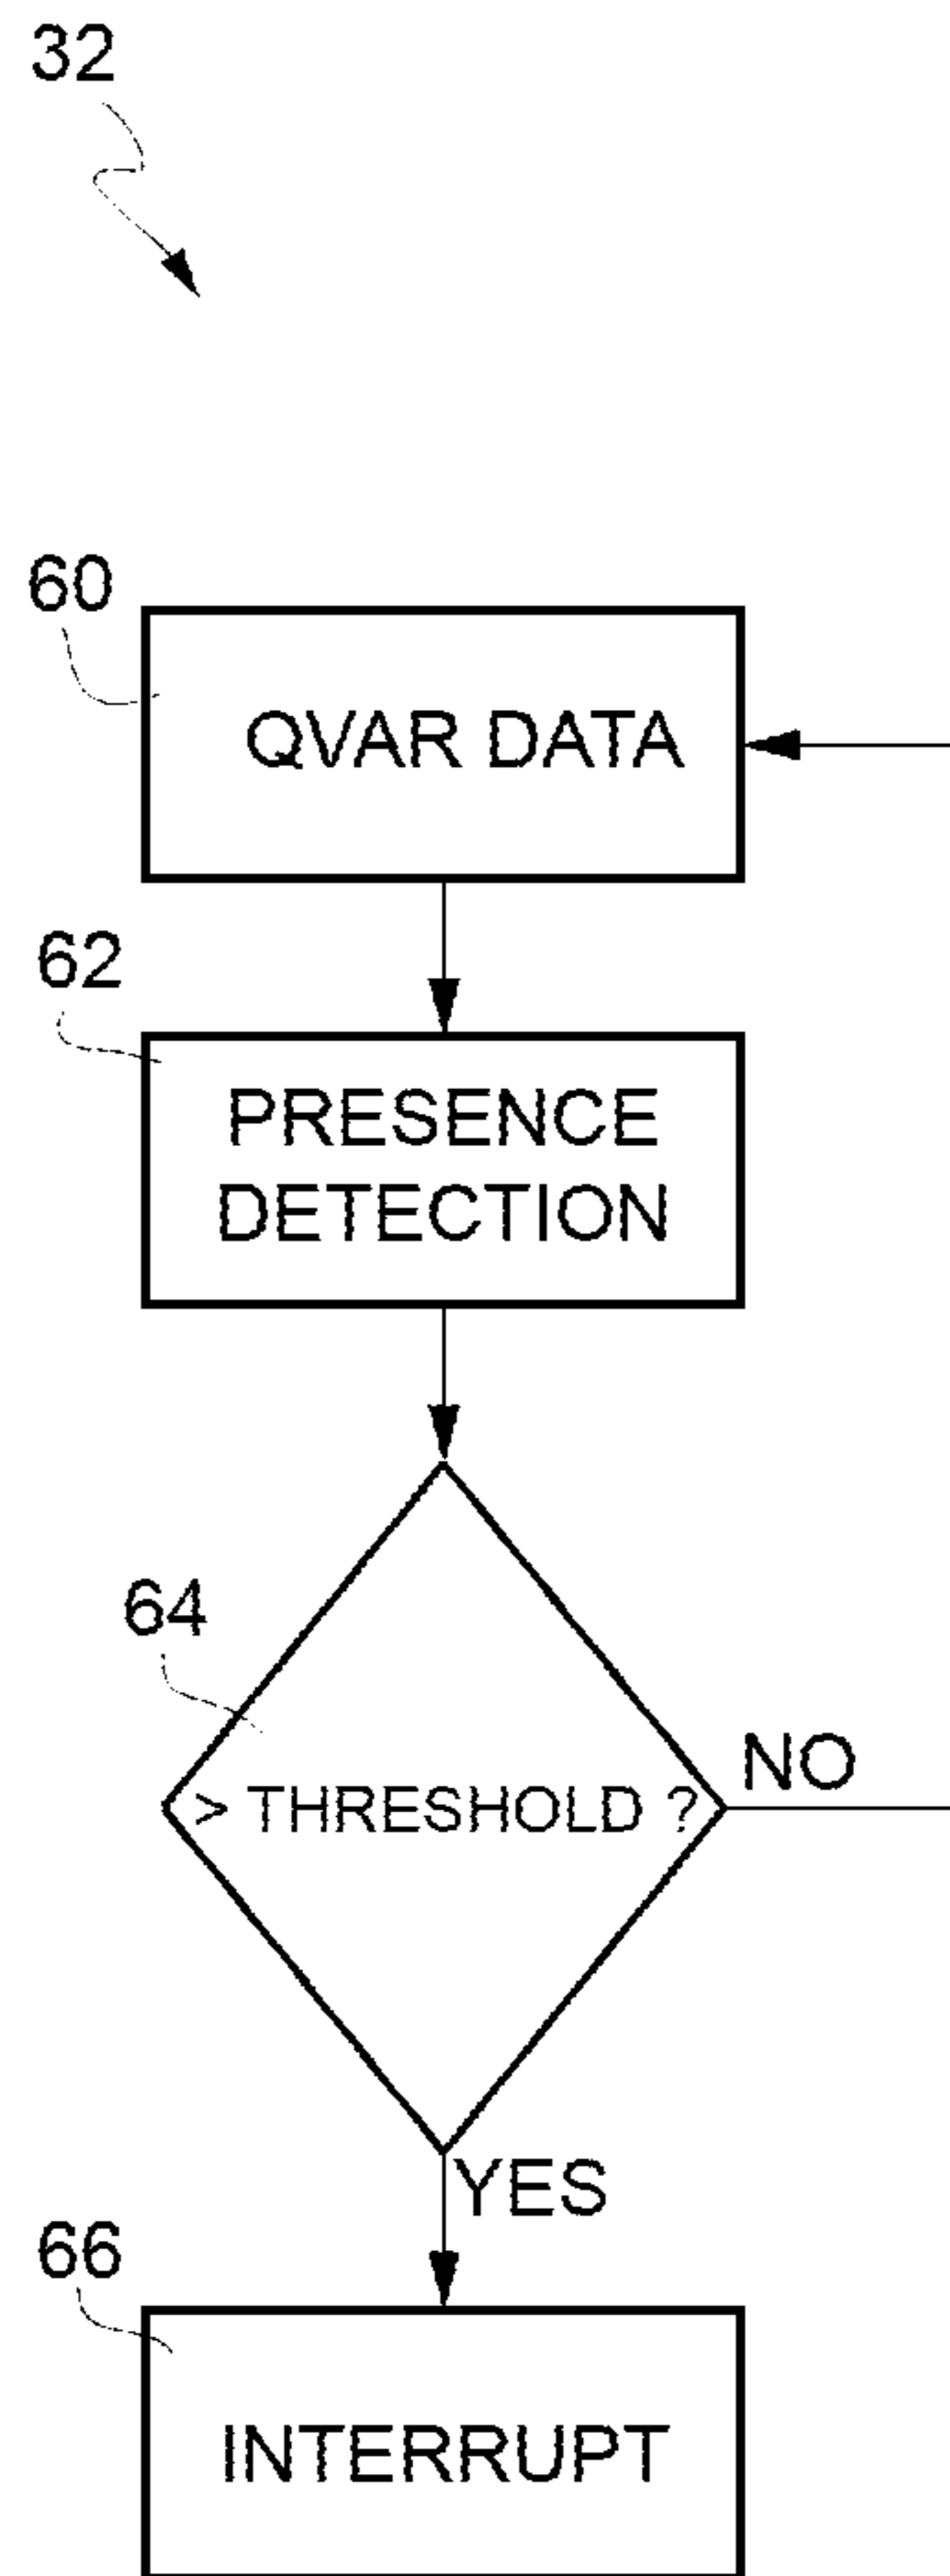 32
60
QVAR DATA
62
PRESENCE
DETECTION
64
> THRESHOLD ?
NO
YES
66
INTERRUPT